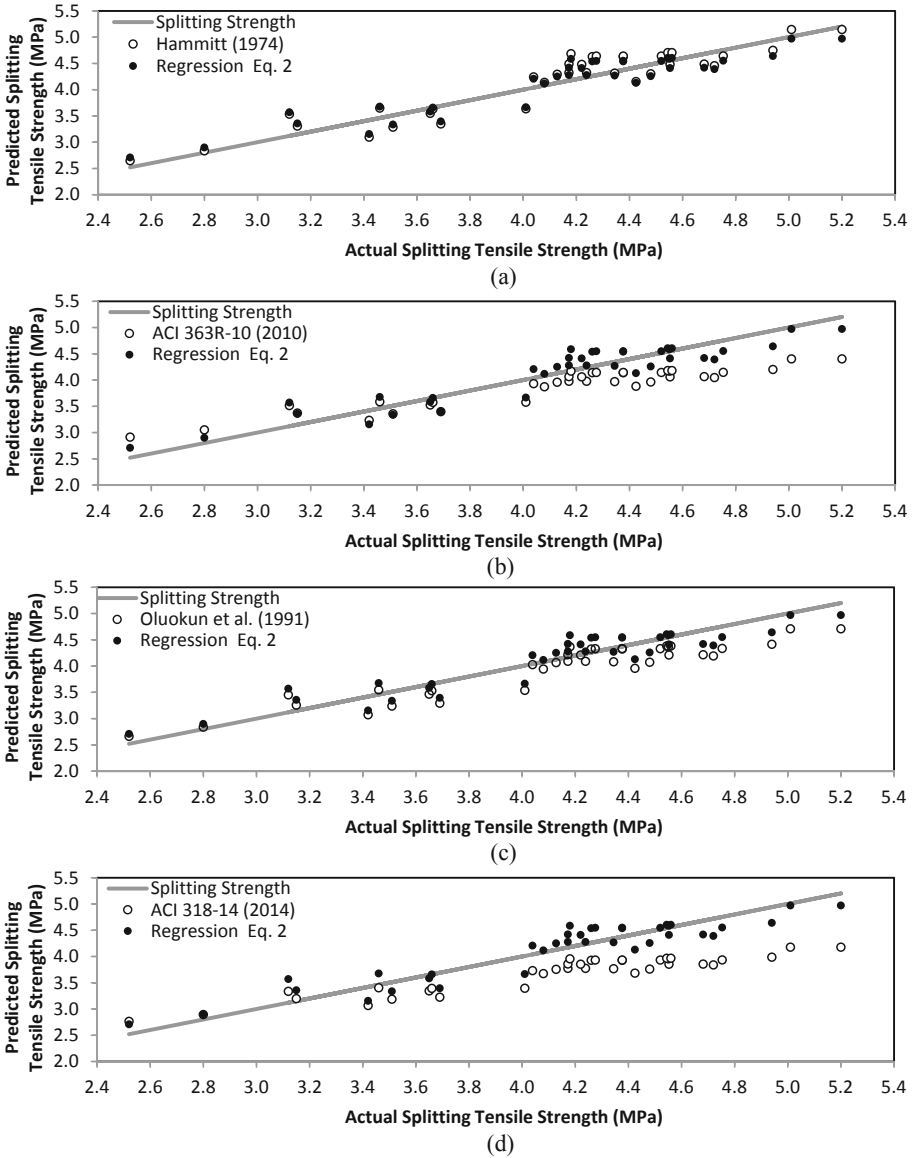 Predicted Splitting
Tensile Strength (MPa)
5.5
5.0
4.5
4.0
3.5
3.0
2.5
2.0
Splitting Strength
Hammitt (1974)
Regression Eq. 2
2.4 2.6 2.8 3.0 3.2 3.4 3.6 3.8 4.0 4.2 4.4 4.6 4.8 5.0 5.2 5.4
Actual Splitting Tensile Strength (MPa)
(a)
Predicted Splitting
Tensile Strength (MPa)
5.5
5.0
4.5
4.0
3.5
3.0
2.5
2.0
Splitting Strength
ACI 363R-10 (2010)
Regression Eq. 2
2.4 2.6 2.8 3.0 3.2 3.4 3.6 3.8 4.0 4.2 4.4 4.6 4.8 5.0 5.2 5.4
Actual Splitting Tensile Strength (MPa)
(b)
Predicted Splitting
Tensile Strength (MPa)
5.5
5.0
4.5
4.0
3.5
3.0
2.5
2.0
Splitting Strength
Oluokun et al. (1991)
Regression Eq. 2
2.4 2.6 2.8 3.0 3.2 3.4 3.6 3.8 4.0 4.2 4.4 4.6 4.8 5.0 5.2 5.4
Actual Splitting Tensile Strength (MPa)
(c)
Predicted Splitting
Tensile Strength (MPa)
5.5
5.0
4.5
4.0
3.5
3.0
2.5
2.0
Splitting Strength
ACI 318-14 (2014)
Regression Eq. 2
2.4 2.6 2.8 3.0 3.2 3.4 3.6 3.8 4.0 4.2 4.4 4.6 4.8 5.0 5.2 5.4
Actual Splitting Tensile Strength (MPa)
(d)